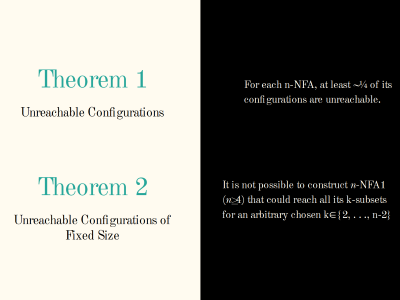 Theorem 1
Unreachable Configurations
For each n-NFA, at least ~¼ of its
configurations are unreachable.
Theorem 2
Unreachable Configurations of
Fixed Size
It is not possible to construct n-NFA1
(n≥4) that could reach all its k-subsets
for an arbitrary chosen k∈{2, . . ., n-2}